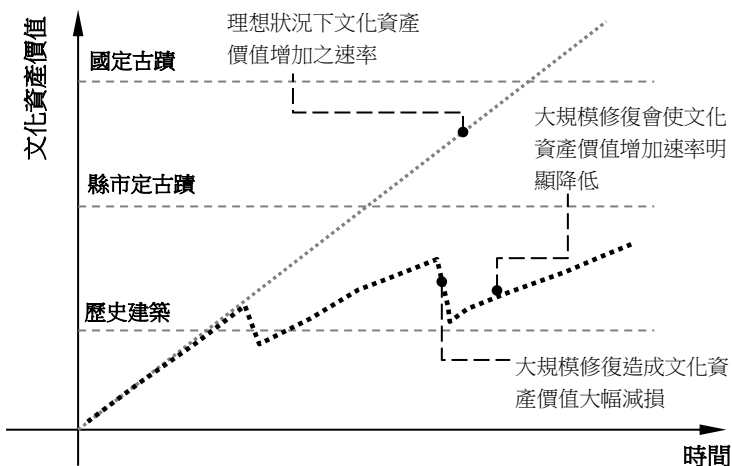 文化資產價值
理想狀況下文化資產
價值增加之速率
國定古蹟
大規模修復會使文化
資產價值增加速率明
顯降低
縣市定古蹟
歷史建築
大規模修復造成文化資
產價值大幅減損
時間